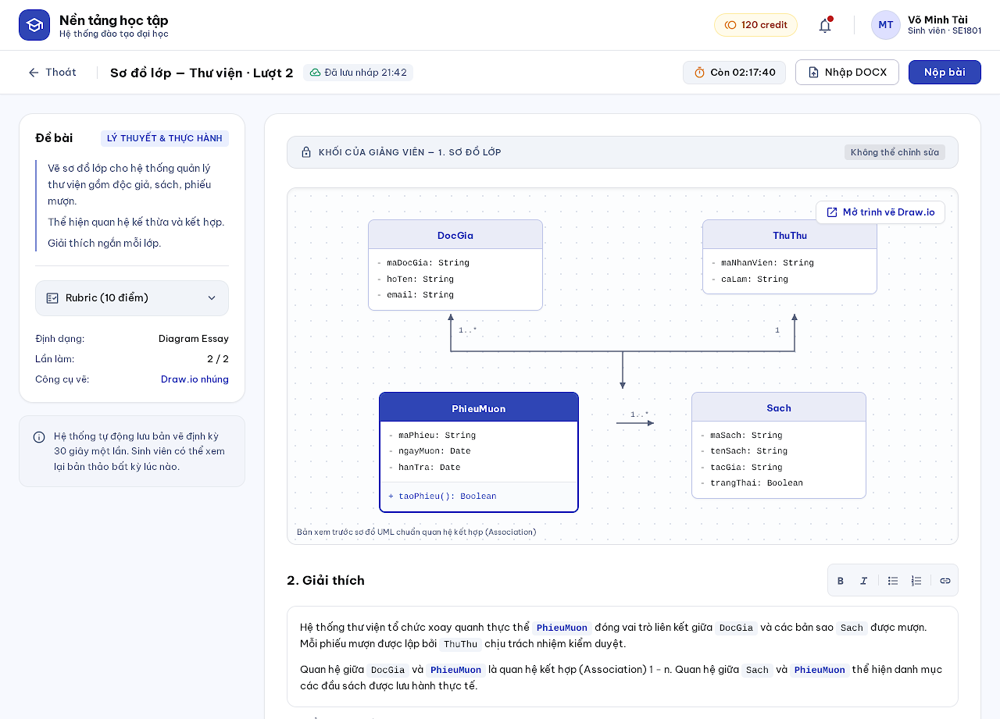 Nền tảng học tập
Hệ thống đào tạo đại học
120 credit
MT
Võ Minh Tài
Sinh viên · SE1801
Thoát
Sơ đồ lớp — Thư viện · Lượt 2
Đã lưu nháp 21:42
Còn 02:17:40
Nhập DOCX
Nộp bài
Đề bài
LÝ THUYẾT & THỰC HÀNH
Vẽ sơ đồ lớp cho hệ thống quản lý
thư viện gồm độc giả, sách, phiếu
mượn.
Thể hiện quan hệ kế thừa và kết hợp.
Giải thích ngắn mỗi lớp.
Rubric (10 điểm)
Định dạng:
Diagram Essay
Lần làm:
2 / 2
Công cụ vẽ:
Draw.io nhúng
Hệ thống tự động lưu bản vẽ định kỳ
30 giây một lần. Sinh viên có thể xem
lại bản thảo bất kỳ lúc nào.
KHỐI CỦA GIẢNG VIÊN — 1. SƠ ĐỒ LỚP
Không thể chỉnh sửa
Mở trình vẽ Draw.io
DocGia
- maDocGia: String
- hoTen: String
- email: String
ThuThu
- maNhanVien: String
- caLam: String
1..*
1
PhieuMuon
- maPhieu: String
- ngayMuon: Date
- hanTra: Date
+ taoPhieu(): Boolean
1..*
Sach
- maSach: String
- tenSach: String
- tacGia: String
- trangThai: Boolean
Bản xem trước sơ đồ UML chuẩn quan hệ kết hợp (Association)
2. Giải thích
B I
Hệ thống thư viện tổ chức xoay quanh thực thể PhieuMuon đóng vai trò liên kết giữa DocGia và các bản sao Sach được mượn.
Mỗi phiếu mượn được lập bởi ThuThu chịu trách nhiệm kiểm duyệt.
Quan hệ giữa DocGia và PhieuMuon là quan hệ kết hợp (Association) 1 - n. Quan hệ giữa Sach và PhieuMuon thể hiện danh mục
các đầu sách được lưu hành thực tế.